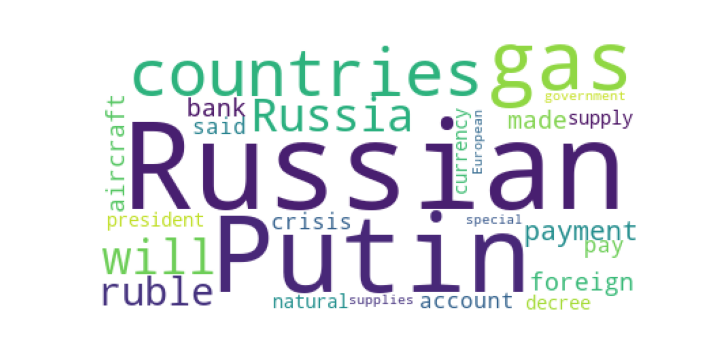 countries
gas
government
aircraft
bank
said
Russia
currency
European
made
supply
Russian
president
crisis
special
payment
will
Putin
pay
ruble
natural
supplies
account
foreign
decree